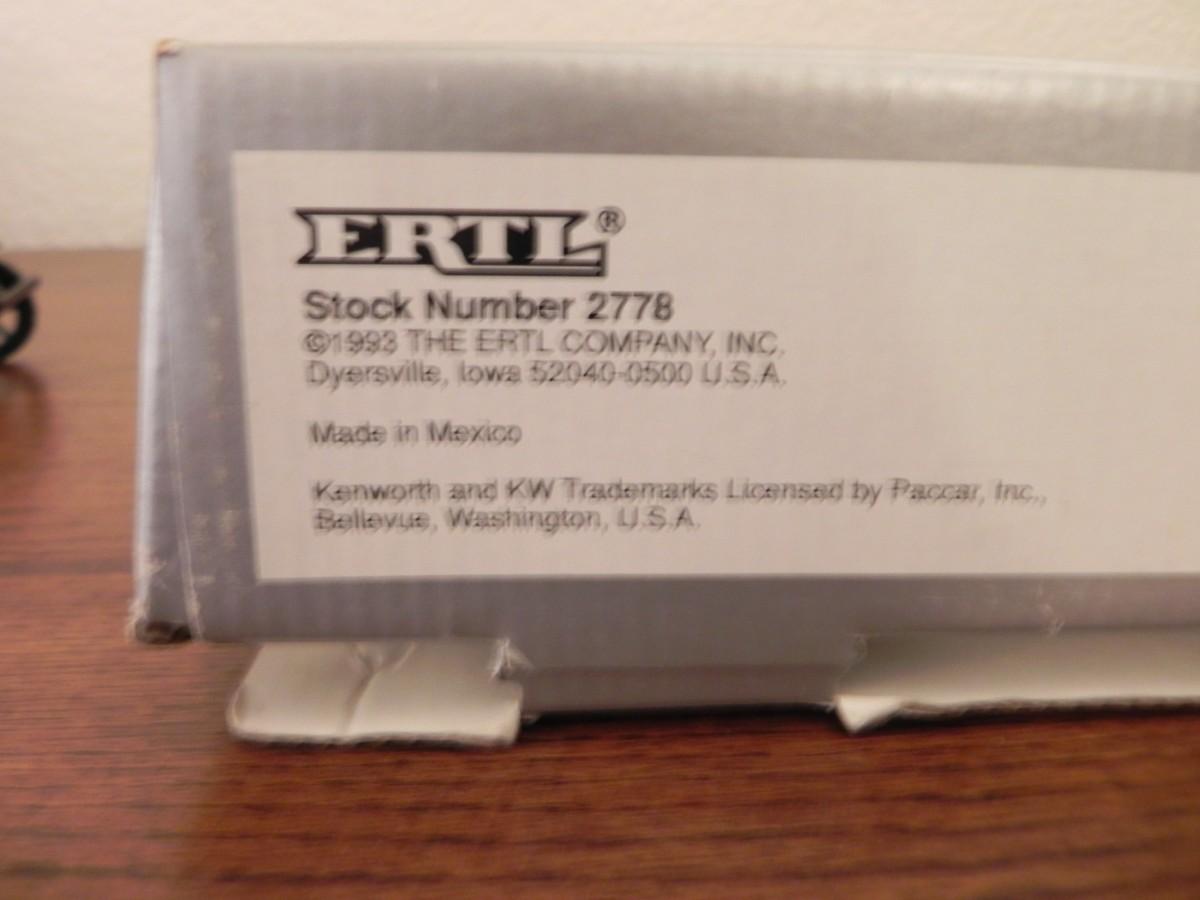 ERTL®
Stock Number 2778
©1993 THE ERTL COMPANY, INC.
Dyersville, Iowa 52040-0500 U.S.A.
Made in Mexico
Kenworth and KW Trademarks Licensed by Paccar, Inc.,
Bellevue, Washington, U.S.A.